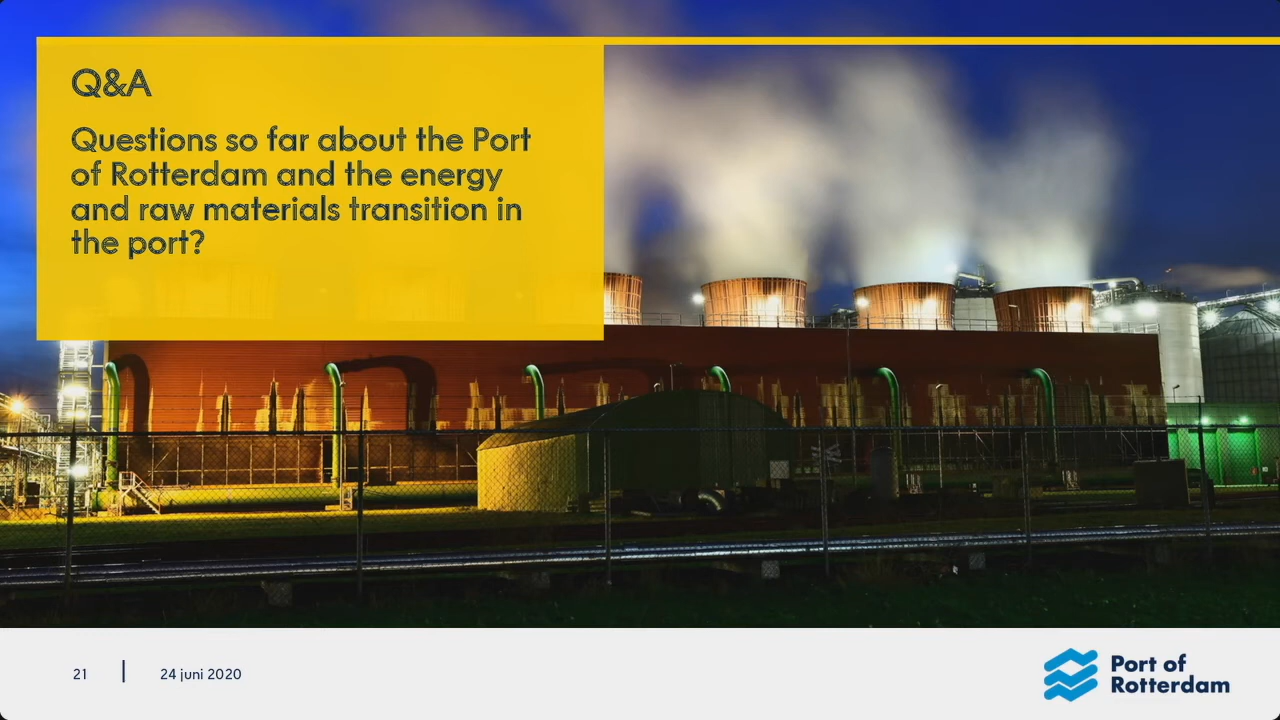 Q&A
Questions so far about the Port
of Rotterdam and the energy
and raw materials transition in
the port?
21
24 juni 2020
Port of
Rotterdam